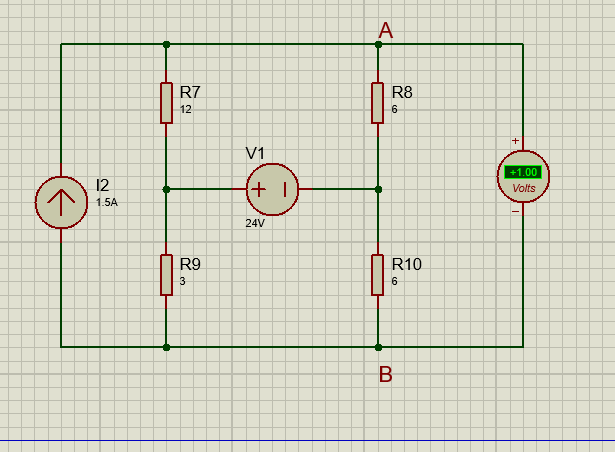 A
R7
12
R8
6
V1
+
24V
I2
1.5A
+
+1.00
Volts
−
R9
3
R10
6
B